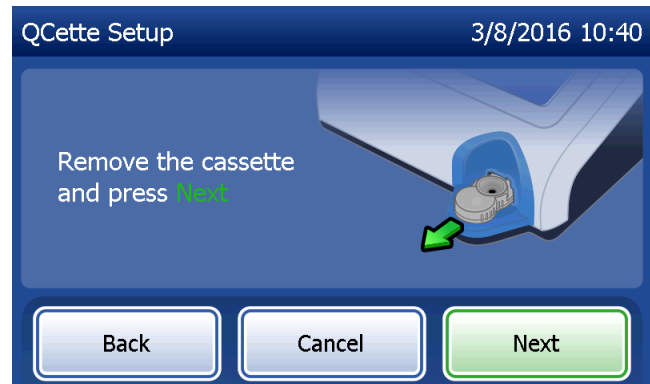 QCette Setup 3/8/2016 10:40
Remove the cassette
and press Next
Back Cancel Next